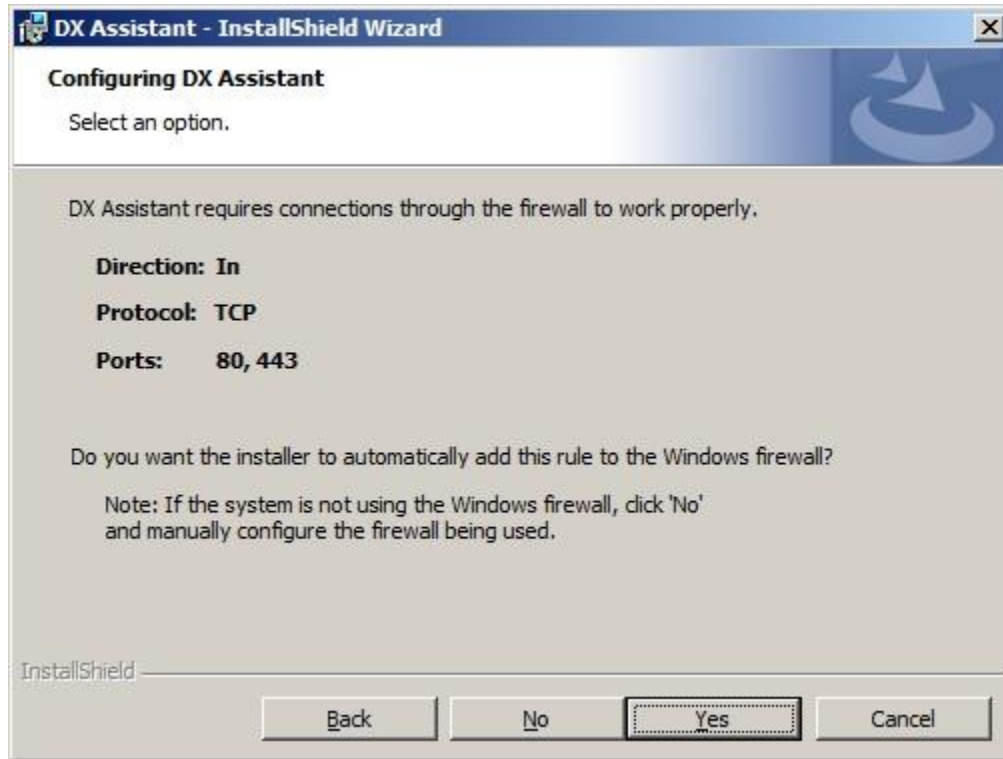 DX Assistant - InstallShield Wizard
Configuring DX Assistant
Select an option.
DX Assistant requires connections through the firewall to work properly.
Direction: In
Protocol: TCP
Ports: 80, 443
Do you want the installer to automatically add this rule to the Windows firewall?
Note: If the system is not using the Windows firewall, click 'No'
and manually configure the firewall being used.
InstallShield
Back No Yes Cancel